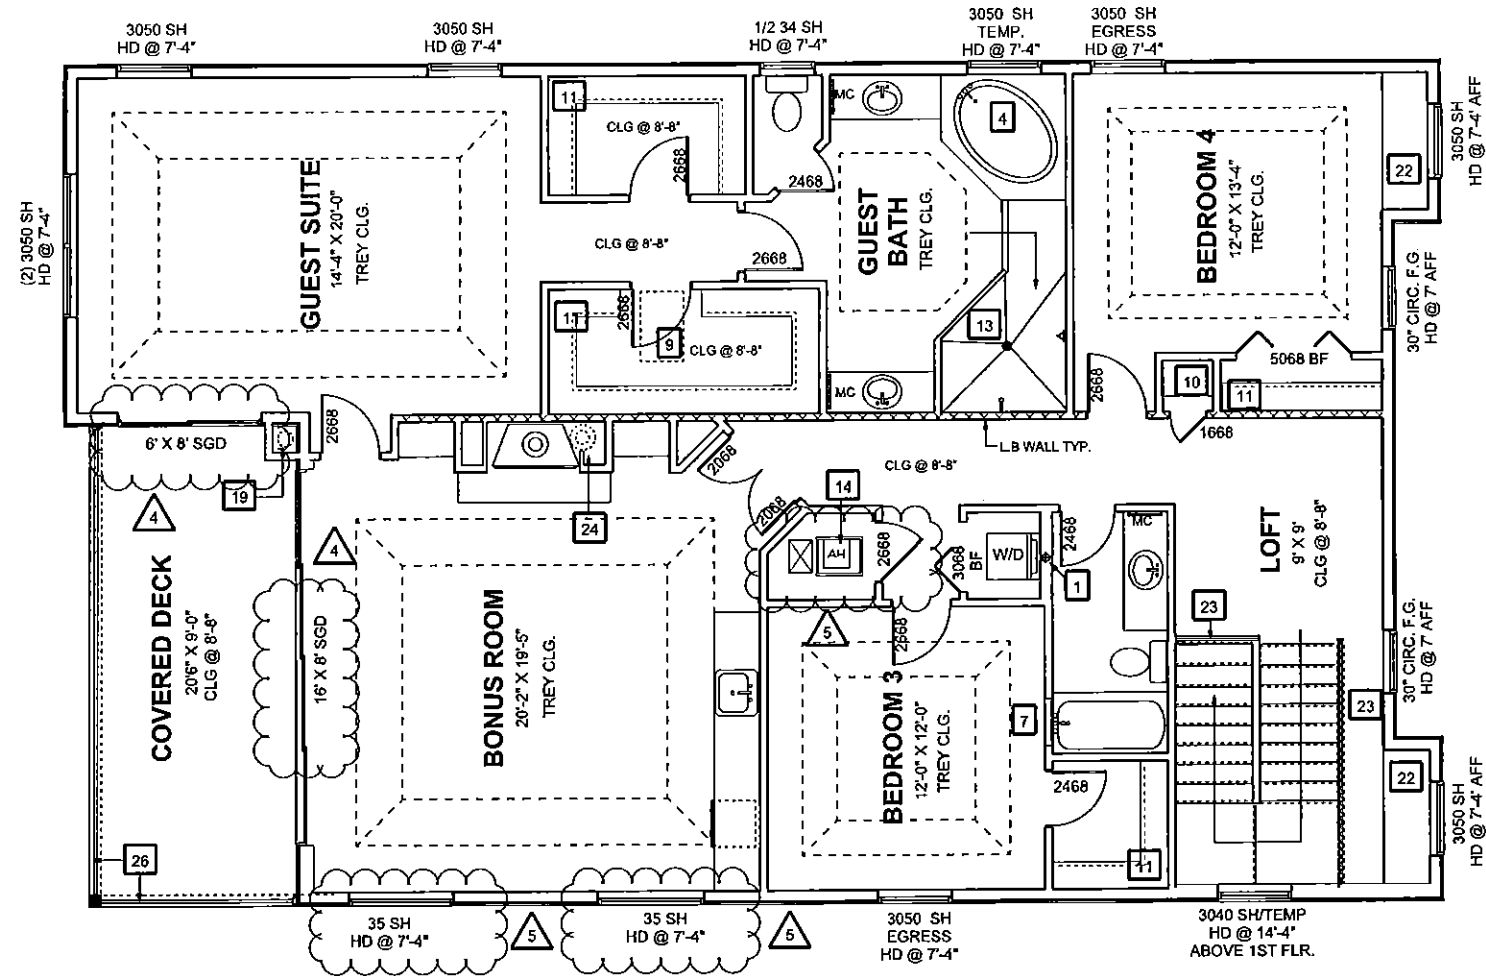 3050 SH
HD @ 7'-4"
3050 SH
HD @ 7'-4"
1/2 34 SH
HD @ 7'-4"
3050 SH
TEMP.
HD @ 7'-4"
3050 SH
EGRESS
HD @ 7'-4"
(2) 3050 SH
HD @ 7'-4"
GUEST SUITE
14'-4" X 20'-0"
TREY CLG.
11
CLG @ 8'-8"
2668
CLG @ 8'-8"
2668
2468
MC
GUEST
BATH
TREY CLG.
4
BEDROOM 4
12'-0" X 13'-4"
TREY CLG.
22
3050 SH
HD @ 7'-4' AFF
30" CIRC. F.G.
HD @ 7' AFF
11
2668
9
CLG @ 8'-8"
13
MC
5068 BF
10
11
2668
1668
6' X 8' SGD
2668
19
4
24
2068
2068
CLG @ 8'-8"
L.B WALL TYP.
14
AH
2668
3068
BF
W/D
2468
MC
1
LOFT
9' X 9'
CLG @ 8'-8"
COVERED DECK
20'6" X 9'-0"
CLG @ 8'-8"
4
16' X 8' SGD
BONUS ROOM
20'-2" X 19'-5"
TREY CLG.
5
2668
BEDROOM 3
12'-0" X 12'-0"
TREY CLG.
7
2468
11
23
23
30" CIRC. F.G.
HD @ 7' AFF
22
3050 SH
HD @ 7'-4' AFF
26
35 SH
HD @ 7'-4"
5
35 SH
HD @ 7'-4"
5
3050 SH
EGRESS
HD @ 7'-4"
3040 SH/TEMP
HD @ 14'-4"
ABOVE 1ST FLR.